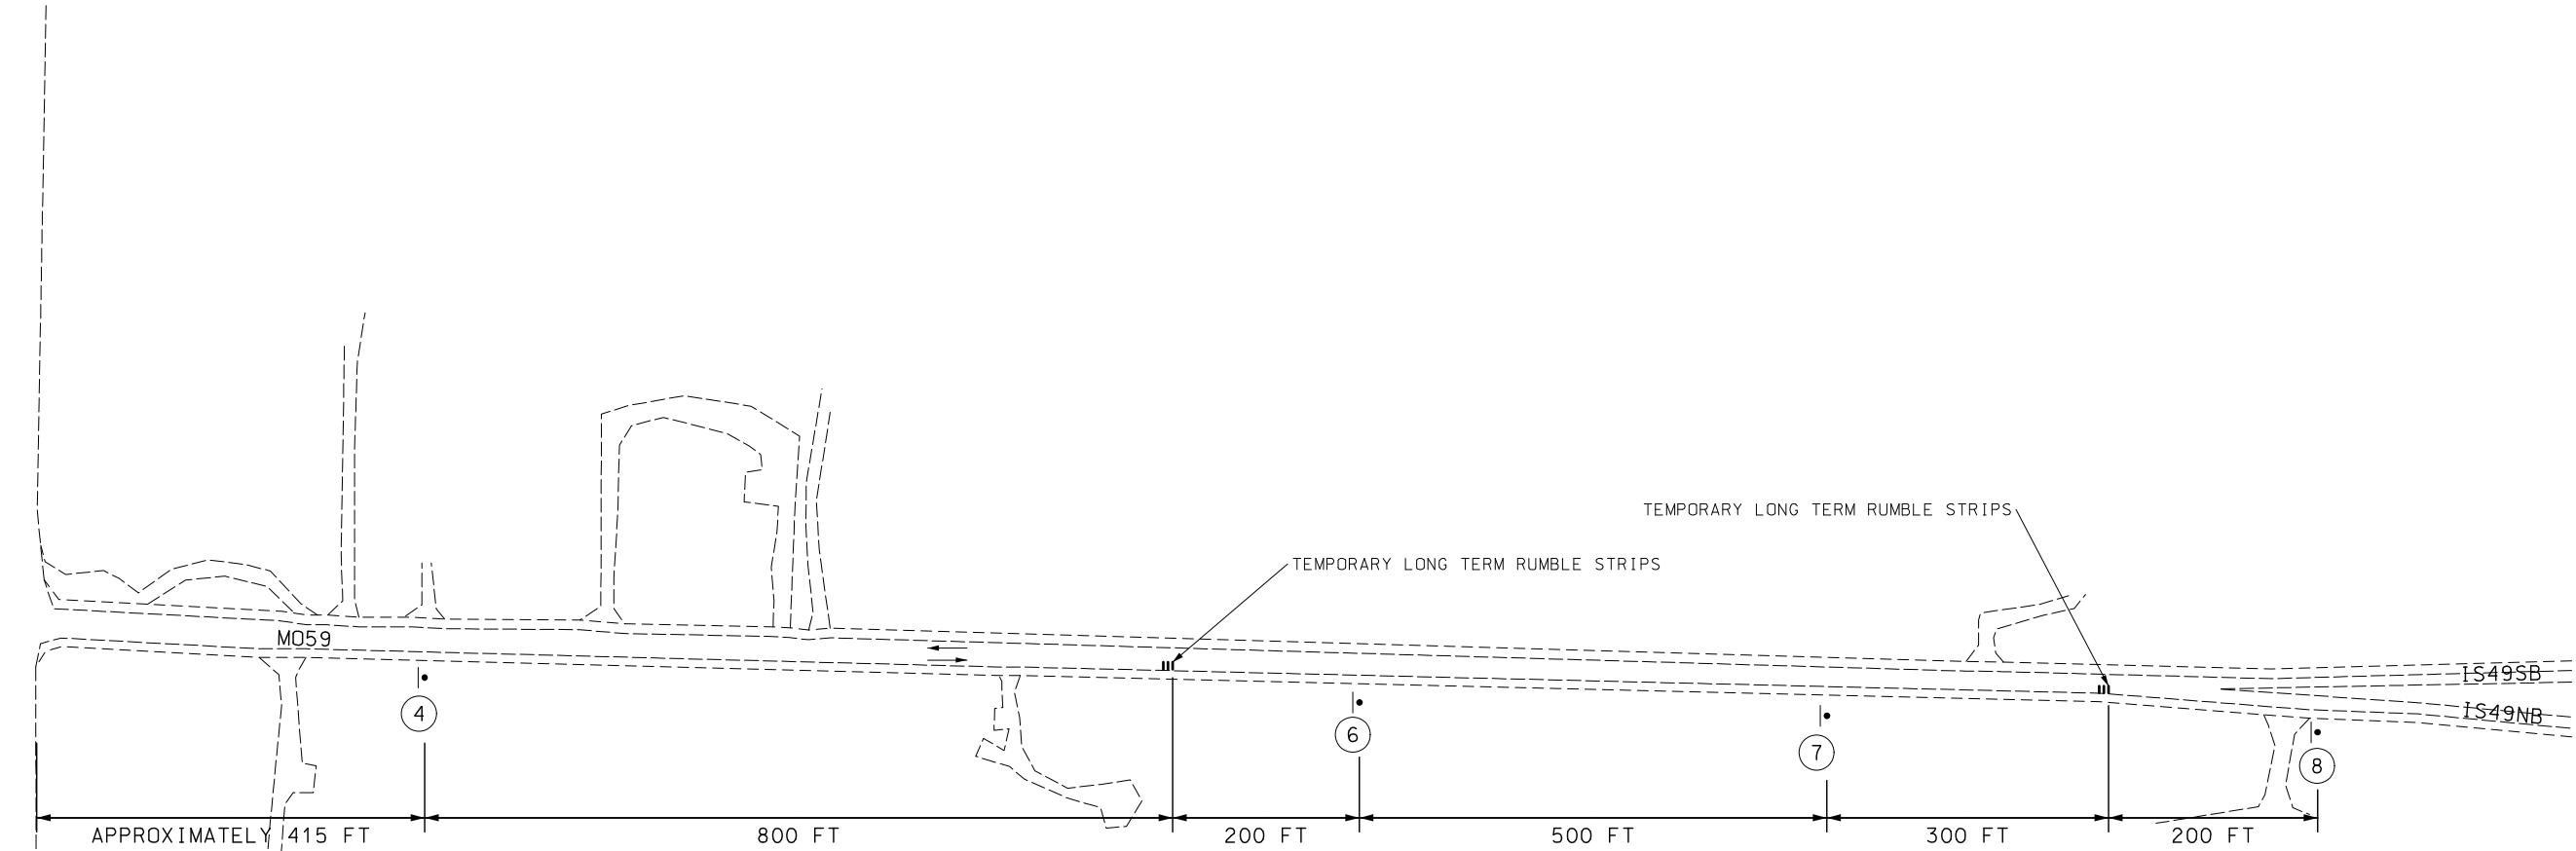 TEMPORARY LONG TERM RUMBLE STRIPS
TEMPORARY LONG TERM RUMBLE STRIPS
MO59
IS49SB
IS49NB
4
6
7
8
APPROXIMATELY 415 FT
800 FT
200 FT
500 FT
300 FT
200 FT